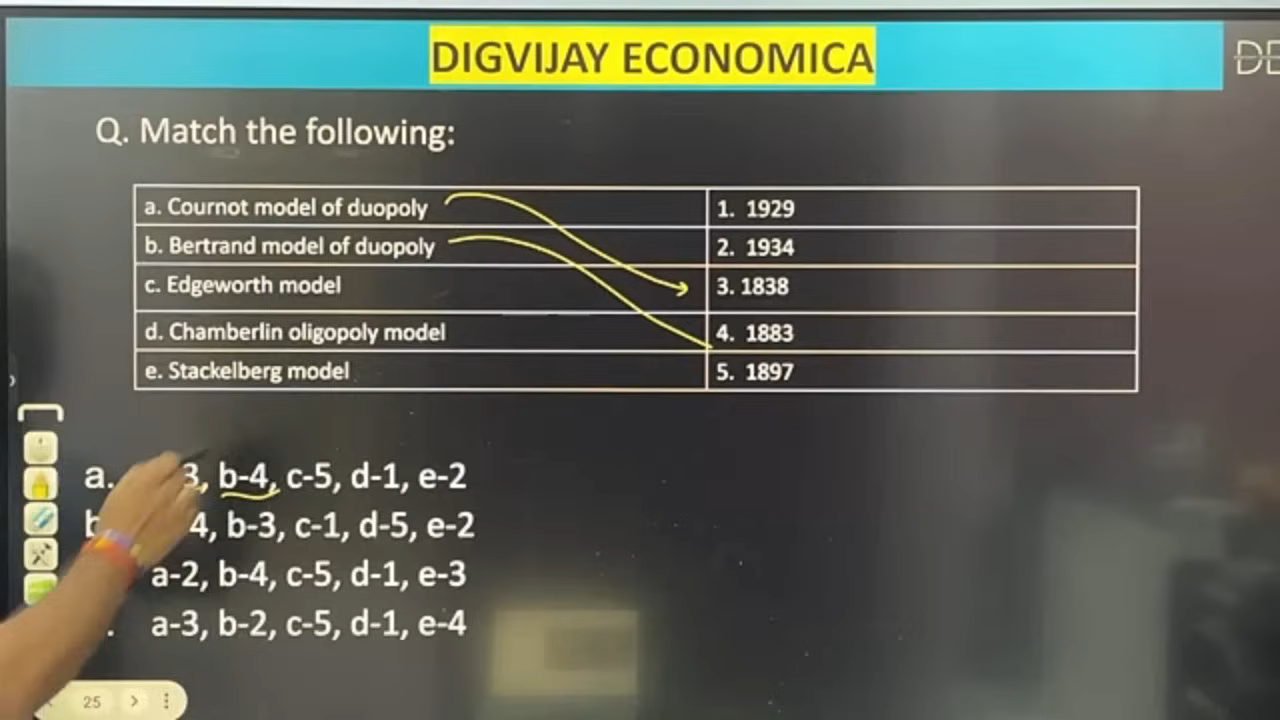 DIGVIJAY ECONOMICA
Q. Match the following:
a. Cournot model of duopoly 1. 1929
b. Bertrand model of duopoly 2. 1934
c. Edgeworth model 3. 1838
d. Chamberlin oligopoly model 4. 1883
e. Stackelberg model 5. 1897
a. 3, b-4, c-5, d-1, e-2
b 4, b-3, c-1, d-5, e-2
a-2, b-4, c-5, d-1, e-3
. a-3, b-2, c-5, d-1, e-4
25